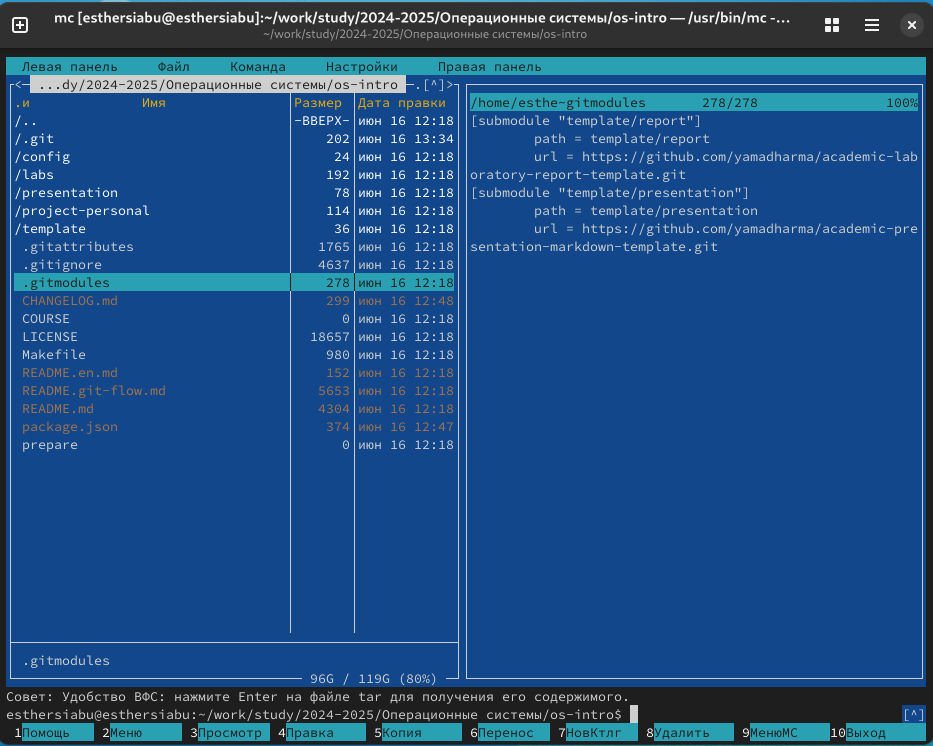 mc [esthersiabu@esthersiabu]:~/work/study/2024-2025/Операционные системы/os-intro — /usr/bin/mc -...
~/work/study/2024-2025/Операционные системы/os-intro
Левая панель Файл Команда Настройки Правая панель
<─ ...dy/2024-2025/Операционные системы/os-intro ─.[^]>
.и Имя Размер Дата правки
/.. -ВВЕРХ- июн 16 12:18
/.git 202 июн 16 13:34
/config 24 июн 16 12:18
/labs 192 июн 16 12:18
/presentation 78 июн 16 12:18
/project-personal 114 июн 16 12:18
/template 36 июн 16 12:18
.gitattributes 1765 июн 16 12:18
.gitignore 4637 июн 16 12:18
.gitmodules 278 июн 16 12:18
CHANGELOG.md 299 июн 16 12:48
COURSE 0 июн 16 12:18
LICENSE 18657 июн 16 12:18
Makefile 980 июн 16 12:18
README.en.md 152 июн 16 12:18
README.git-flow.md 5653 июн 16 12:18
README.md 4304 июн 16 12:18
package.json 374 июн 16 12:47
prepare 0 июн 16 12:18
.gitmodules
96G / 119G (80%)
/home/esthe~gitmodules 278/278 100%
[submodule "template/report"]
path = template/report
url = https://github.com/yamadharma/academic-lab
oratory-report-template.git
[submodule "template/presentation"]
path = template/presentation
url = https://github.com/yamadharma/academic-pre
sentation-markdown-template.git
Совет: Удобство ВФС: нажмите Enter на файле tar для получения его содержимого.
esthersiabu@esthersiabu:~/work/study/2024-2025/Операционные системы/os-intro$ [^]
1Помощь 2Меню 3Просмотр 4Правка 5Копия 6Перенос 7НовКтлг 8Удалить 9МенюMC 10Выход